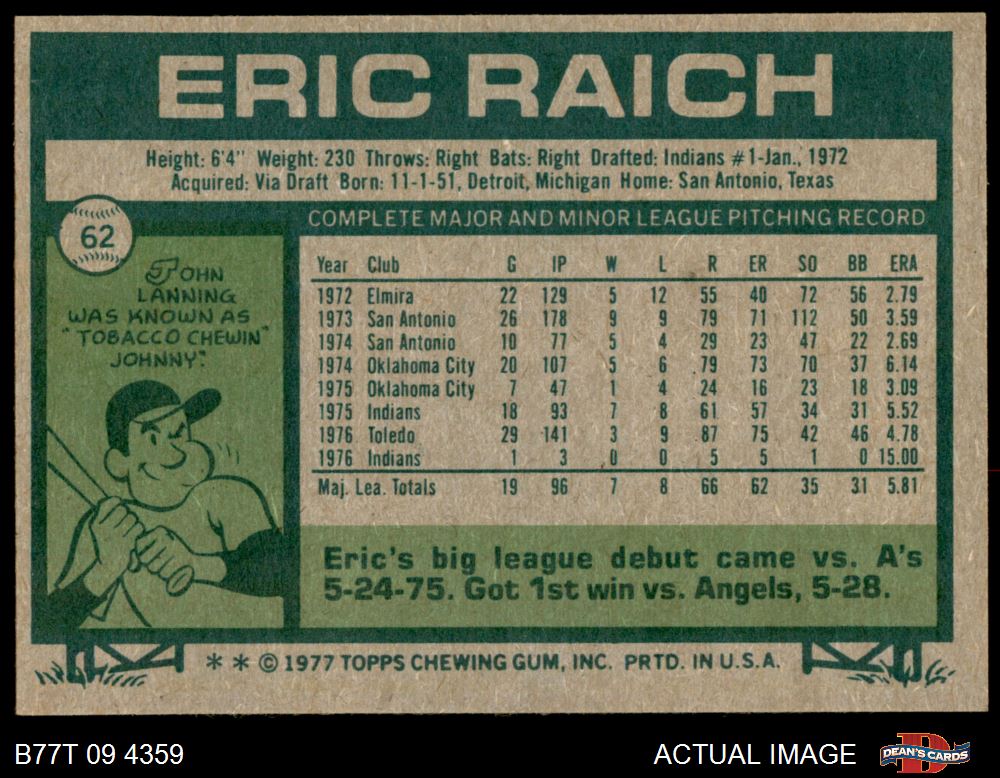 ERIC RAICH
Height: 6'4" Weight: 230 Throws: Right Bats: Right Drafted: Indians #1-Jan., 1972
Acquired: Via Draft Born: 11-1-51, Detroit, Michigan Home: San Antonio, Texas
62
JOHN
LANNING
WAS KNOWN AS
"TOBACCO CHEWIN'
JOHNNY."
COMPLETE MAJOR AND MINOR LEAGUE PITCHING RECORD
Year Club G IP W L R ER SO BB ERA
1972 Elmira 22 129 5 12 55 40 72 56 2.79
1973 San Antonio 26 178 9 9 79 71 112 50 3.59
1974 San Antonio 10 77 5 4 29 23 47 22 2.69
1974 Oklahoma City 20 107 5 6 79 73 70 37 6.14
1975 Oklahoma City 7 47 1 4 24 16 23 18 3.09
1975 Indians 18 93 7 8 61 57 34 31 5.52
1976 Toledo 29 141 3 9 87 75 42 46 4.78
1976 Indians 1 3 0 0 5 5 1 0 15.00
Maj. Lea. Totals 19 96 7 8 66 62 35 31 5.81
Eric's big league debut came vs. A's
5-24-75. Got 1st win vs. Angels, 5-28.
* * © 1977 TOPPS CHEWING GUM, INC. PRTD. IN U.S.A.
B77T 09 4359
ACTUAL IMAGE
D
DEAN'S CARDS